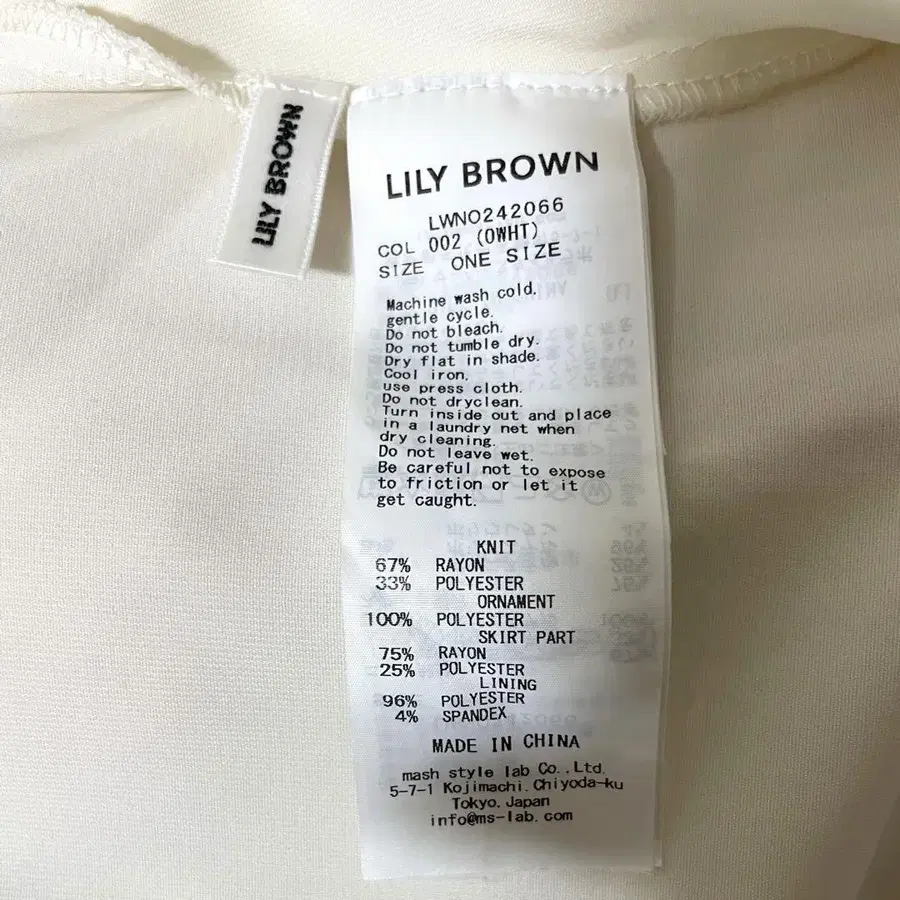 LILY BROWN
LILY BROWN
LWNO242066
COL 002 (OWHT)
SIZE ONE SIZE
Machine wash cold.
gentle cycle.
Do not bleach.
Do not tumble dry.
Dry flat in shade.
Cool iron,
use press cloth.
Do not dryclean.
Turn inside out and place
in a laundry net when
dry cleaning.
Do not leave wet.
Be careful not to expose
to friction or let it
get caught.
KNIT
67% RAYON
33% POLYESTER
ORNAMENT
100% POLYESTER
SKIRT PART
75% RAYON
25% POLYESTER
LINING
96% POLYESTER
4% SPANDEX
MADE IN CHINA
mash style lab Co.,Ltd.
5-7-1 Kojimachi.Chiyoda-ku
Tokyo.Japan
info@ms-lab.com